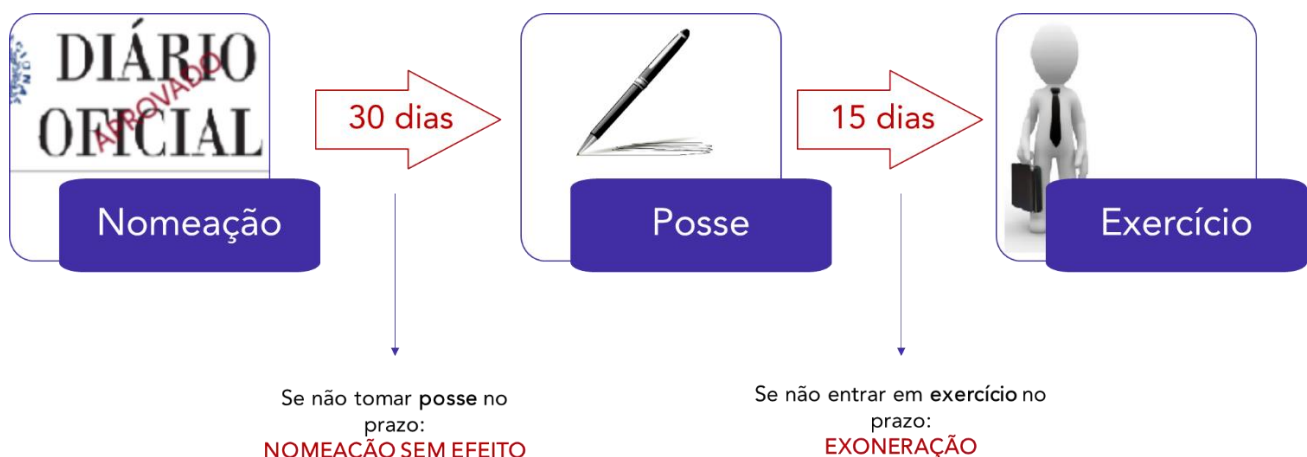 DIÁRIO
OFICIAL
APROVADO
30 dias
15 dias
Nomeação
Posse
Exercício
Se não tomar posse no
prazo:
NOMEAÇÃO SEM EFEITO
Se não entrar em exercício no
prazo:
EXONERAÇÃO